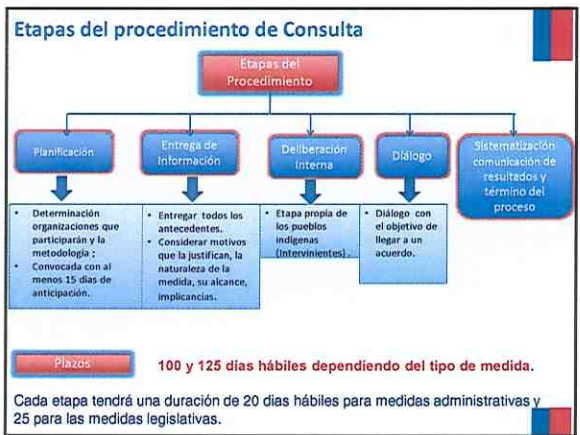 Etapas del procedimiento de Consulta
Etapas del
Procedimiento
Planificación
Entrega de
Información
Deliberación
Interna
Diálogo
Sistematización
comunicación de
resultados y
término del
proceso
• Determinación
organizaciones que
participarán y la
metodologia ;
• Convocada con al
menos 15 dias de
anticipación.
• Entregar todos los
antecedentes.
• Considerar motivos
que la justifican, la
naturaleza de la
medida, su alcance,
implicancias.
• Etapa propia de
los pueblos
indígenas
(Intervinientes).
• Diálogo con
el objetivo de
llegar a un
acuerdo.
Plazos
100 y 125 dias hábiles dependiendo del tipo de medida.
Cada etapa tendrá una duración de 20 dias hábiles para medidas administrativas y
25 para las medidas legislativas.